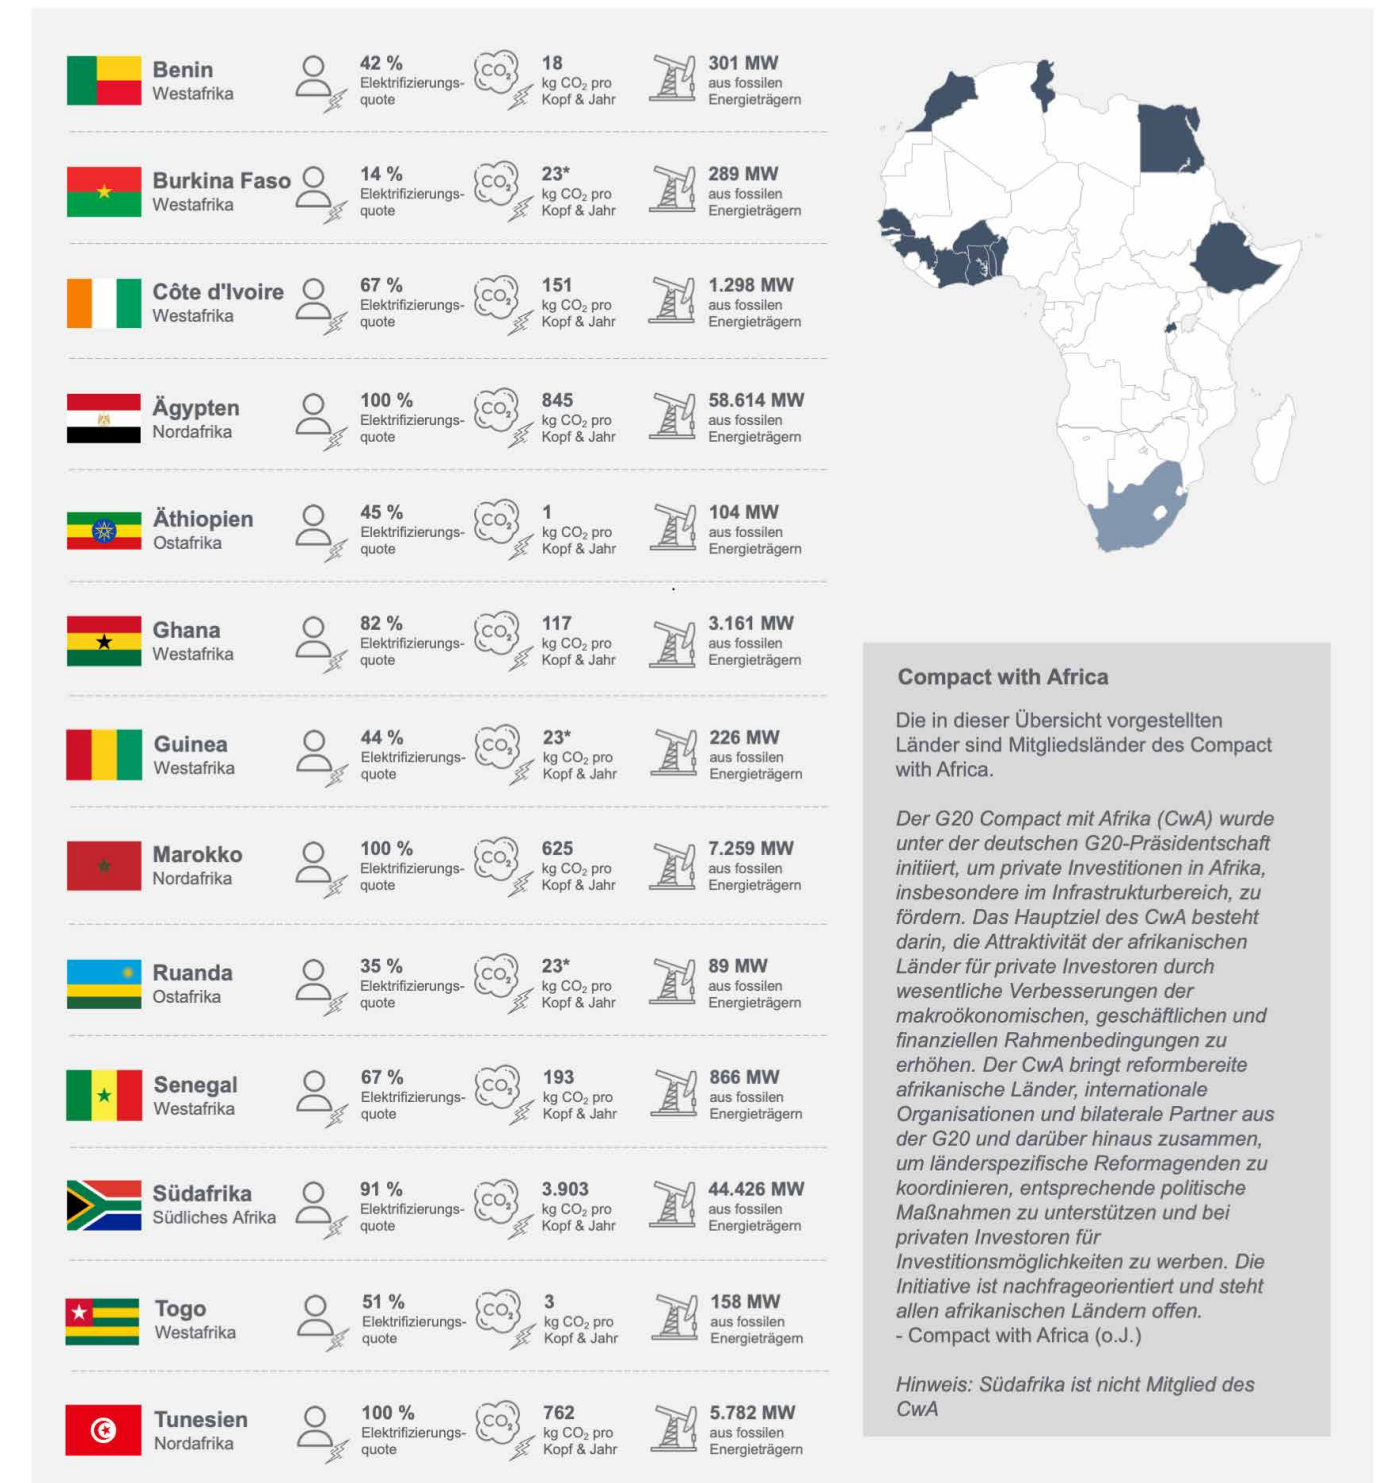 Benin
Westafrika
42 %
Elektrifizierungs-
quote
CO₂
18
kg CO₂ pro
Kopf & Jahr
301 MW
aus fossilen
Energieträgern
Burkina Faso
Westafrika
14 %
Elektrifizierungs-
quote
CO₂
23*
kg CO₂ pro
Kopf & Jahr
289 MW
aus fossilen
Energieträgern
Côte d'Ivoire
Westafrika
67 %
Elektrifizierungs-
quote
CO₂
151
kg CO₂ pro
Kopf & Jahr
1.298 MW
aus fossilen
Energieträgern
Ägypten
Nordafrika
100 %
Elektrifizierungs-
quote
CO₂
845
kg CO₂ pro
Kopf & Jahr
58.614 MW
aus fossilen
Energieträgern
Äthiopien
Ostafrika
45 %
Elektrifizierungs-
quote
CO₂
1
kg CO₂ pro
Kopf & Jahr
104 MW
aus fossilen
Energieträgern
Ghana
Westafrika
82 %
Elektrifizierungs-
quote
CO₂
117
kg CO₂ pro
Kopf & Jahr
3.161 MW
aus fossilen
Energieträgern
Guinea
Westafrika
44 %
Elektrifizierungs-
quote
CO₂
23*
kg CO₂ pro
Kopf & Jahr
226 MW
aus fossilen
Energieträgern
Marokko
Nordafrika
100 %
Elektrifizierungs-
quote
CO₂
625
kg CO₂ pro
Kopf & Jahr
7.259 MW
aus fossilen
Energieträgern
Ruanda
Ostafrika
35 %
Elektrifizierungs-
quote
CO₂
23*
kg CO₂ pro
Kopf & Jahr
89 MW
aus fossilen
Energieträgern
Senegal
Westafrika
67 %
Elektrifizierungs-
quote
CO₂
193
kg CO₂ pro
Kopf & Jahr
866 MW
aus fossilen
Energieträgern
Südafrika
Südliches Afrika
91 %
Elektrifizierungs-
quote
CO₂
3.903
kg CO₂ pro
Kopf & Jahr
44.426 MW
aus fossilen
Energieträgern
Togo
Westafrika
51 %
Elektrifizierungs-
quote
CO₂
3
kg CO₂ pro
Kopf & Jahr
158 MW
aus fossilen
Energieträgern
Tunesien
Nordafrika
100 %
Elektrifizierungs-
quote
CO₂
762
kg CO₂ pro
Kopf & Jahr
5.782 MW
aus fossilen
Energieträgern
Compact with Africa
Die in dieser Übersicht vorgestellten
Länder sind Mitgliedsländer des Compact
with Africa.
Der G20 Compact mit Afrika (CwA) wurde
unter der deutschen G20-Präsidentschaft
initiiert, um private Investitionen in Afrika,
insbesondere im Infrastrukturbereich, zu
fördern. Das Hauptziel des CwA besteht
darin, die Attraktivität der afrikanischen
Länder für private Investoren durch
wesentliche Verbesserungen der
makroökonomischen, geschäftlichen und
finanziellen Rahmenbedingungen zu
erhöhen. Der CwA bringt reformbereite
afrikanische Länder, internationale
Organisationen und bilaterale Partner aus
der G20 und darüber hinaus zusammen,
um länderspezifische Reformagenden zu
koordinieren, entsprechende politische
Maßnahmen zu unterstützen und bei
privaten Investoren für
Investitionsmöglichkeiten zu werben. Die
Initiative ist nachfrageorientiert und steht
allen afrikanischen Ländern offen.
- Compact with Africa (o.J.)
Hinweis: Südafrika ist nicht Mitglied des
CwA